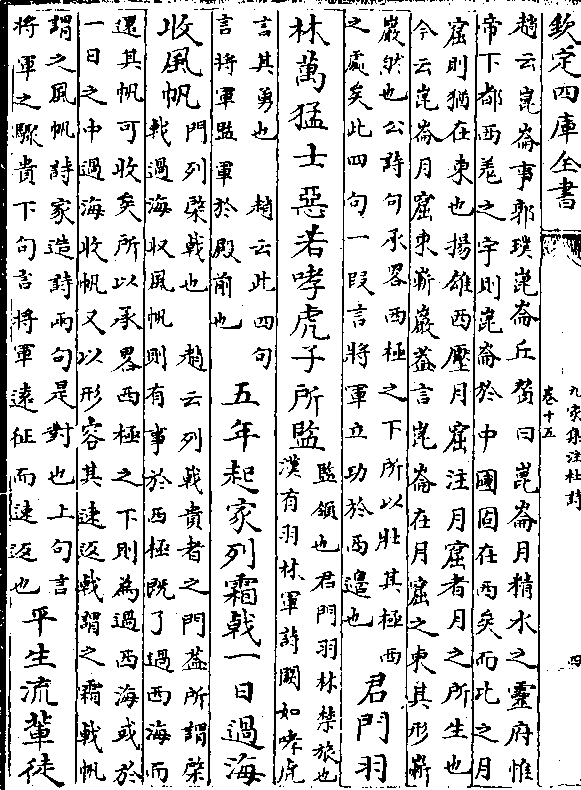 欽定四庫全書
九家集注杜詩
卷十五
四
趙云崑崙事郭璞崑崙丘贊曰崑崙月精水之靈府惟
帝下都西羌之宇則崑崙於中國固在西矣而比之月
窟則猶在東也揚雄西壓月窟注月窟者月之所生也
今云崑崙月窟東嶄巖蓋言崑崙在月窟之東其形嶄
巖然也公詩句承畧西極之下所以壯其極西
之處矣此四句一段言將軍立功於西邊也
君門羽
林萬猛士惡若哮虎子所監
監領也君門羽林禁旅也
漢有羽林軍詩闞如哮虎
言其勇也 趙云此四句
言將軍監軍於殿前也
五年起家列霜戟一日過海
收風帆
門列棨戟也 趙云列戟貴者之門蓋所謂棨
戟過海收風帆則有事於西極既了過西海而
還其帆可收矣所以承畧西極之下則為過西海或於
一日之中過海收帆又以形容其速返戟謂之霜戟帆
謂之風帆詩家造詩兩句是對也上句言
將軍之驟貴下句言將軍遠征而速返也
平生流輩徒